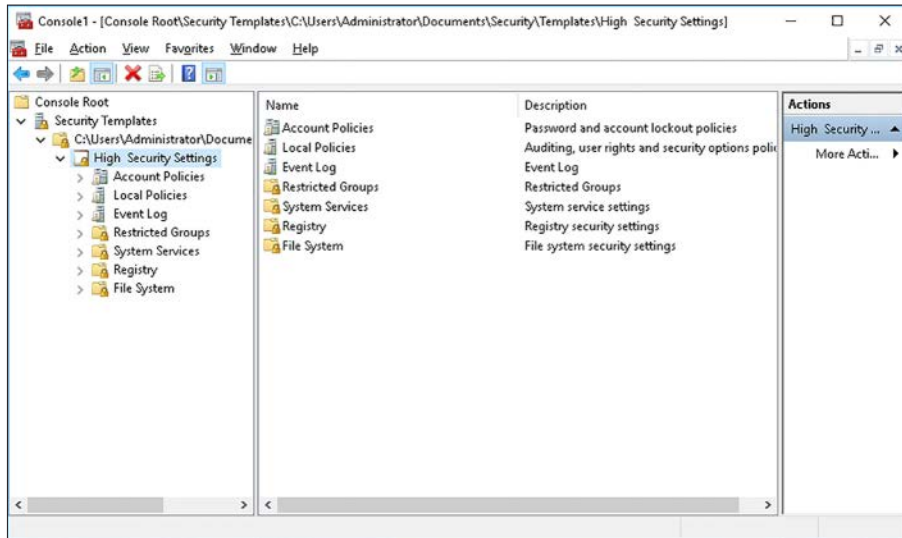 Console1 - [Console Root\Security Templates\C:\Users\Administrator\Documents\Security\Templates\High Security Settings]
File Action View Favorites Window Help
Console Root
Security Templates
C:\Users\Administrator\Docume
High Security Settings
Account Policies
Local Policies
Event Log
Restricted Groups
System Services
Registry
File System
Name Description
Account Policies Password and account lockout policies
Local Policies Auditing, user rights and security options polic
Event Log Event Log
Restricted Groups Restricted Groups
System Services System service settings
Registry Registry security settings
File System File system security settings
Actions
High Security ...
More Acti...